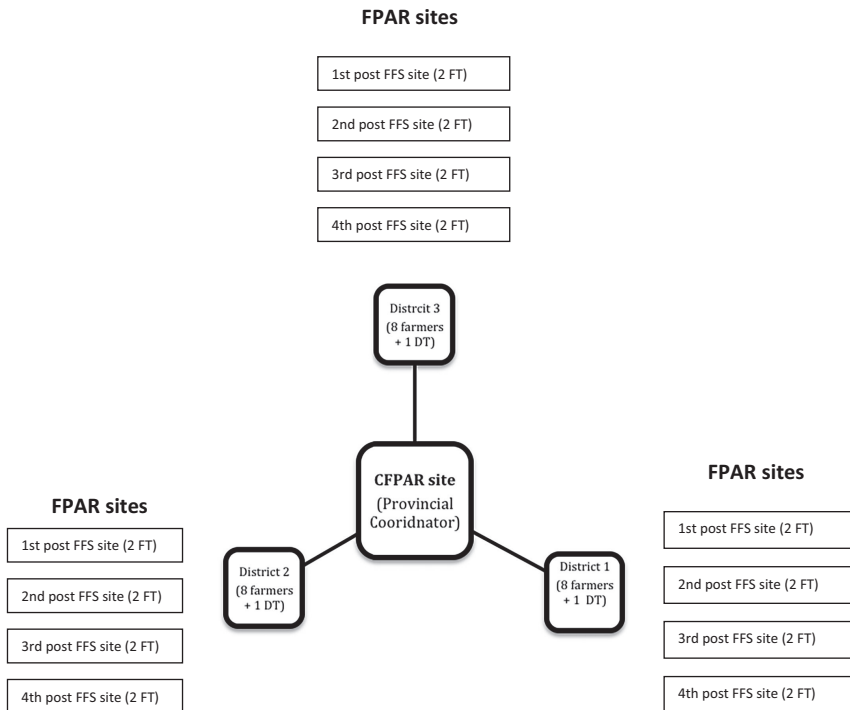 FPAR sites
1st post FFS site (2 FT)
2nd post FFS site (2 FT)
3rd post FFS site (2 FT)
4th post FFS site (2 FT)
Distrcit 3
(8 farmers
+ 1 DT)
CFPAR site
(Provincial
Cooridnator)
FPAR sites
1st post FFS site (2 FT)
2nd post FFS site (2 FT)
3rd post FFS site (2 FT)
4th post FFS site (2 FT)
District 2
(8 farmers
+ 1 DT)
District 1
(8 farmers
+ 1 DT)
FPAR sites
1st post FFS site (2 FT)
2nd post FFS site (2 FT)
3rd post FFS site (2 FT)
4th post FFS site (2 FT)